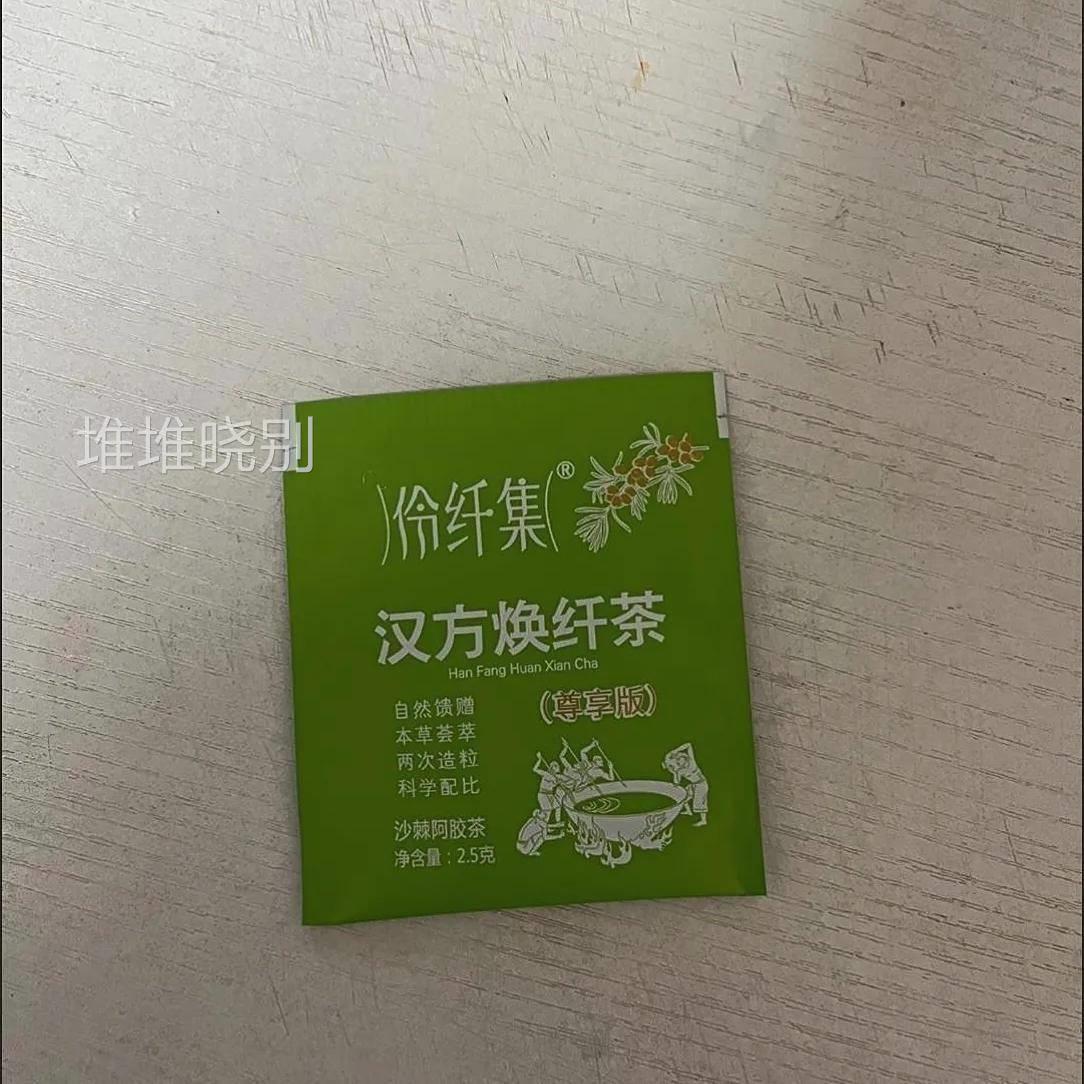 堆堆晓别
伶纤集®
汉方焕纤茶
Han Fang Huan Xian Cha
(尊享版)
自然馈赠
本草荟萃
两次造粒
科学配比
沙棘阿胶茶
净含量：2.5克